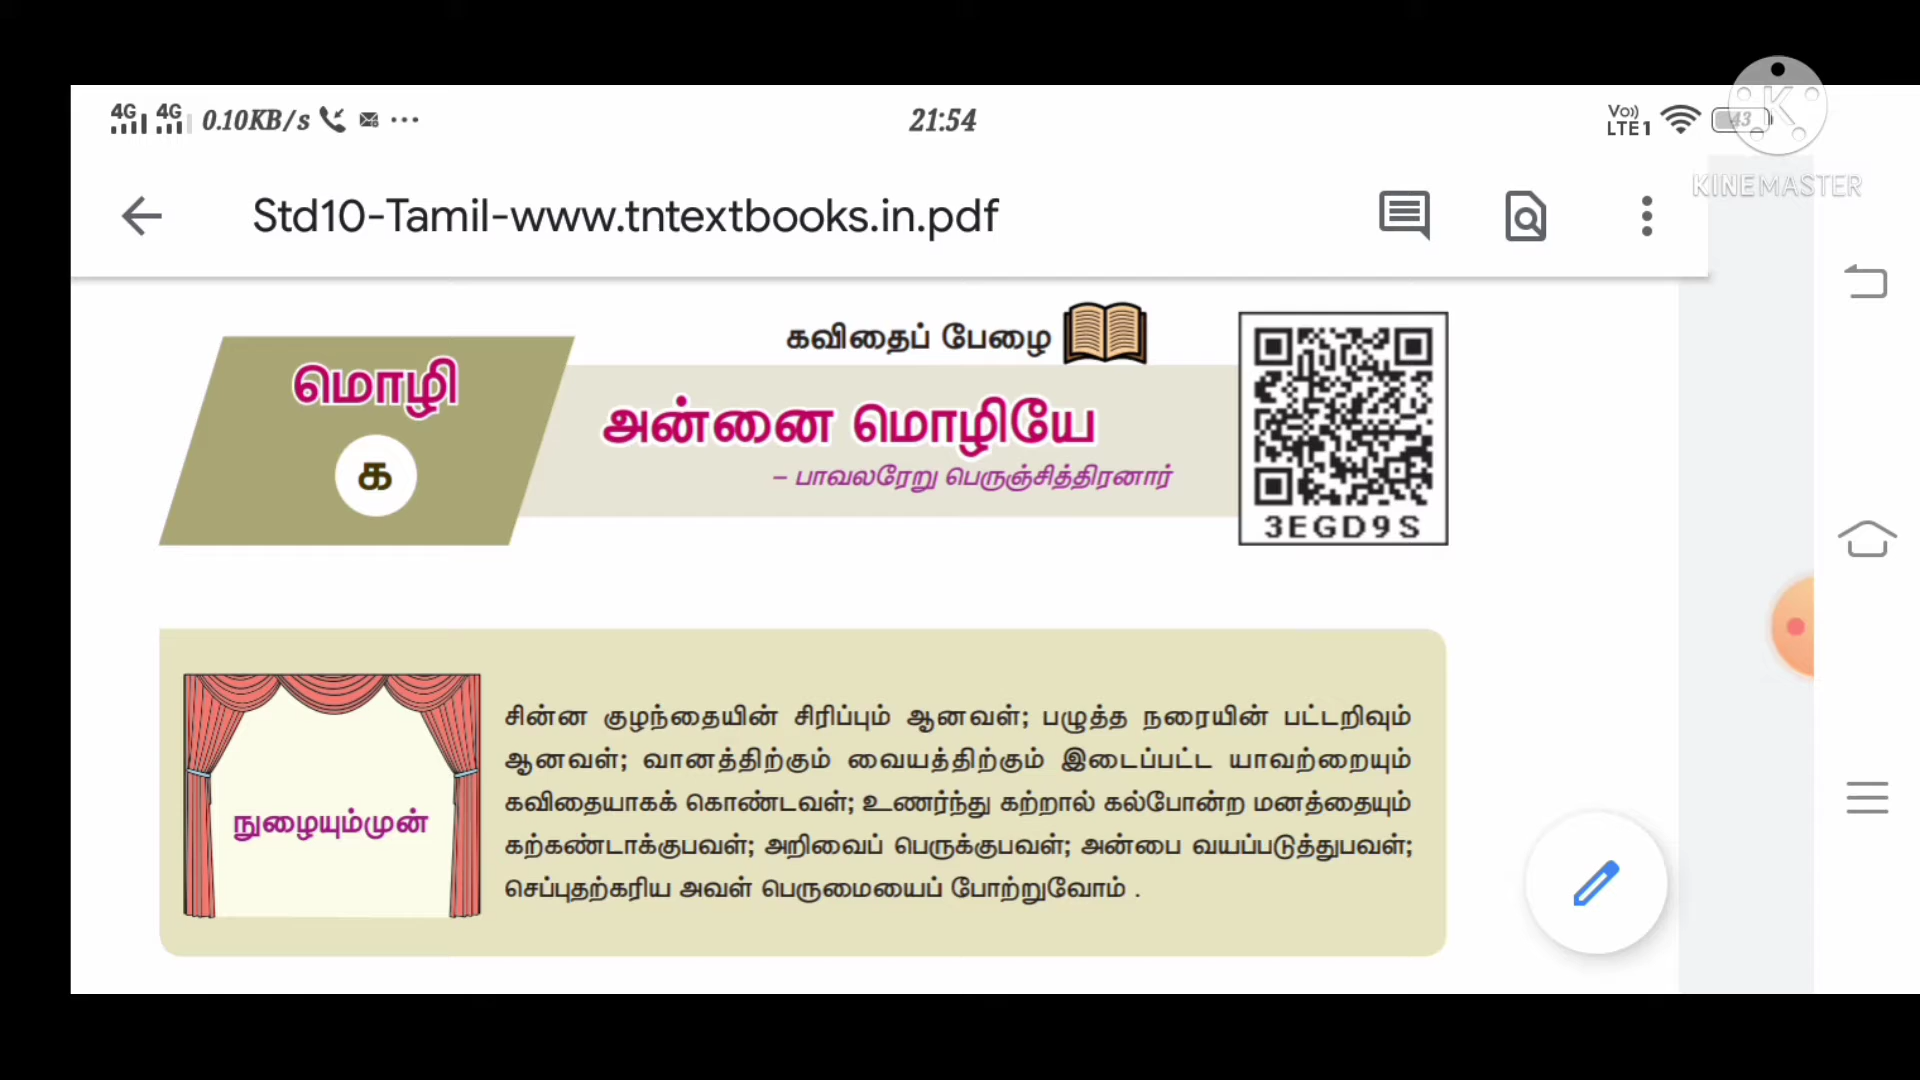 4G 4G 0.10KB/s 21:54 Vo)) LTE1 43
KINEMASTER
Std10-Tamil-www.tntextbooks.in.pdf
கவிதைப் பேழை
மொழி
அன்னை மொழியே
க
– பாவலரேறு பெருஞ்சித்திரனார்
3EGD9S
சின்ன குழந்தையின் சிரிப்பும் ஆனவள்; பழுத்த நரையின் பட்டறிவும்
ஆனவள்; வானத்திற்கும் வையத்திற்கும் இடைப்பட்ட யாவற்றையும்
கவிதையாகக் கொண்டவள்; உணர்ந்து கற்றால் கல்போன்ற மனத்தையும்
நுழையும்முன்
கற்கண்டாக்குபவள்; அறிவைப் பெருக்குபவள்; அன்பை வயப்படுத்துபவள்;
செப்புதற்கரிய அவள் பெருமையைப் போற்றுவோம் .